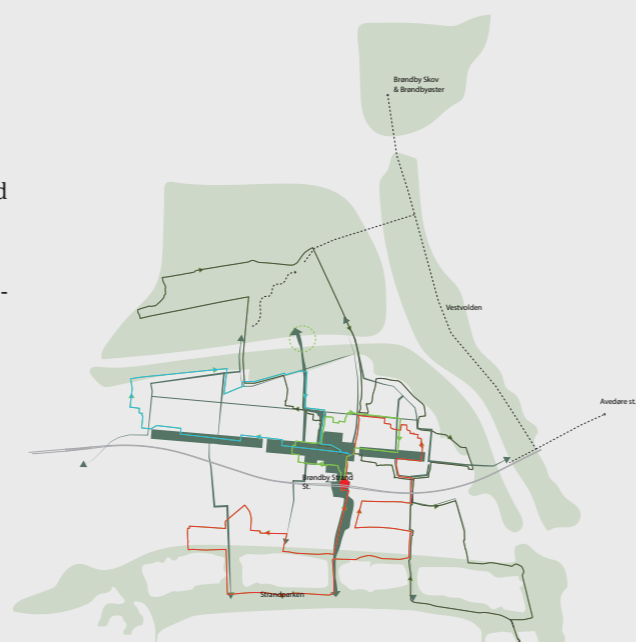 Brøndby Skov
& Brøndbyøster
d
-
Vestvolden
Avedøre st.
Brøndby Strand
St.
Strandparken